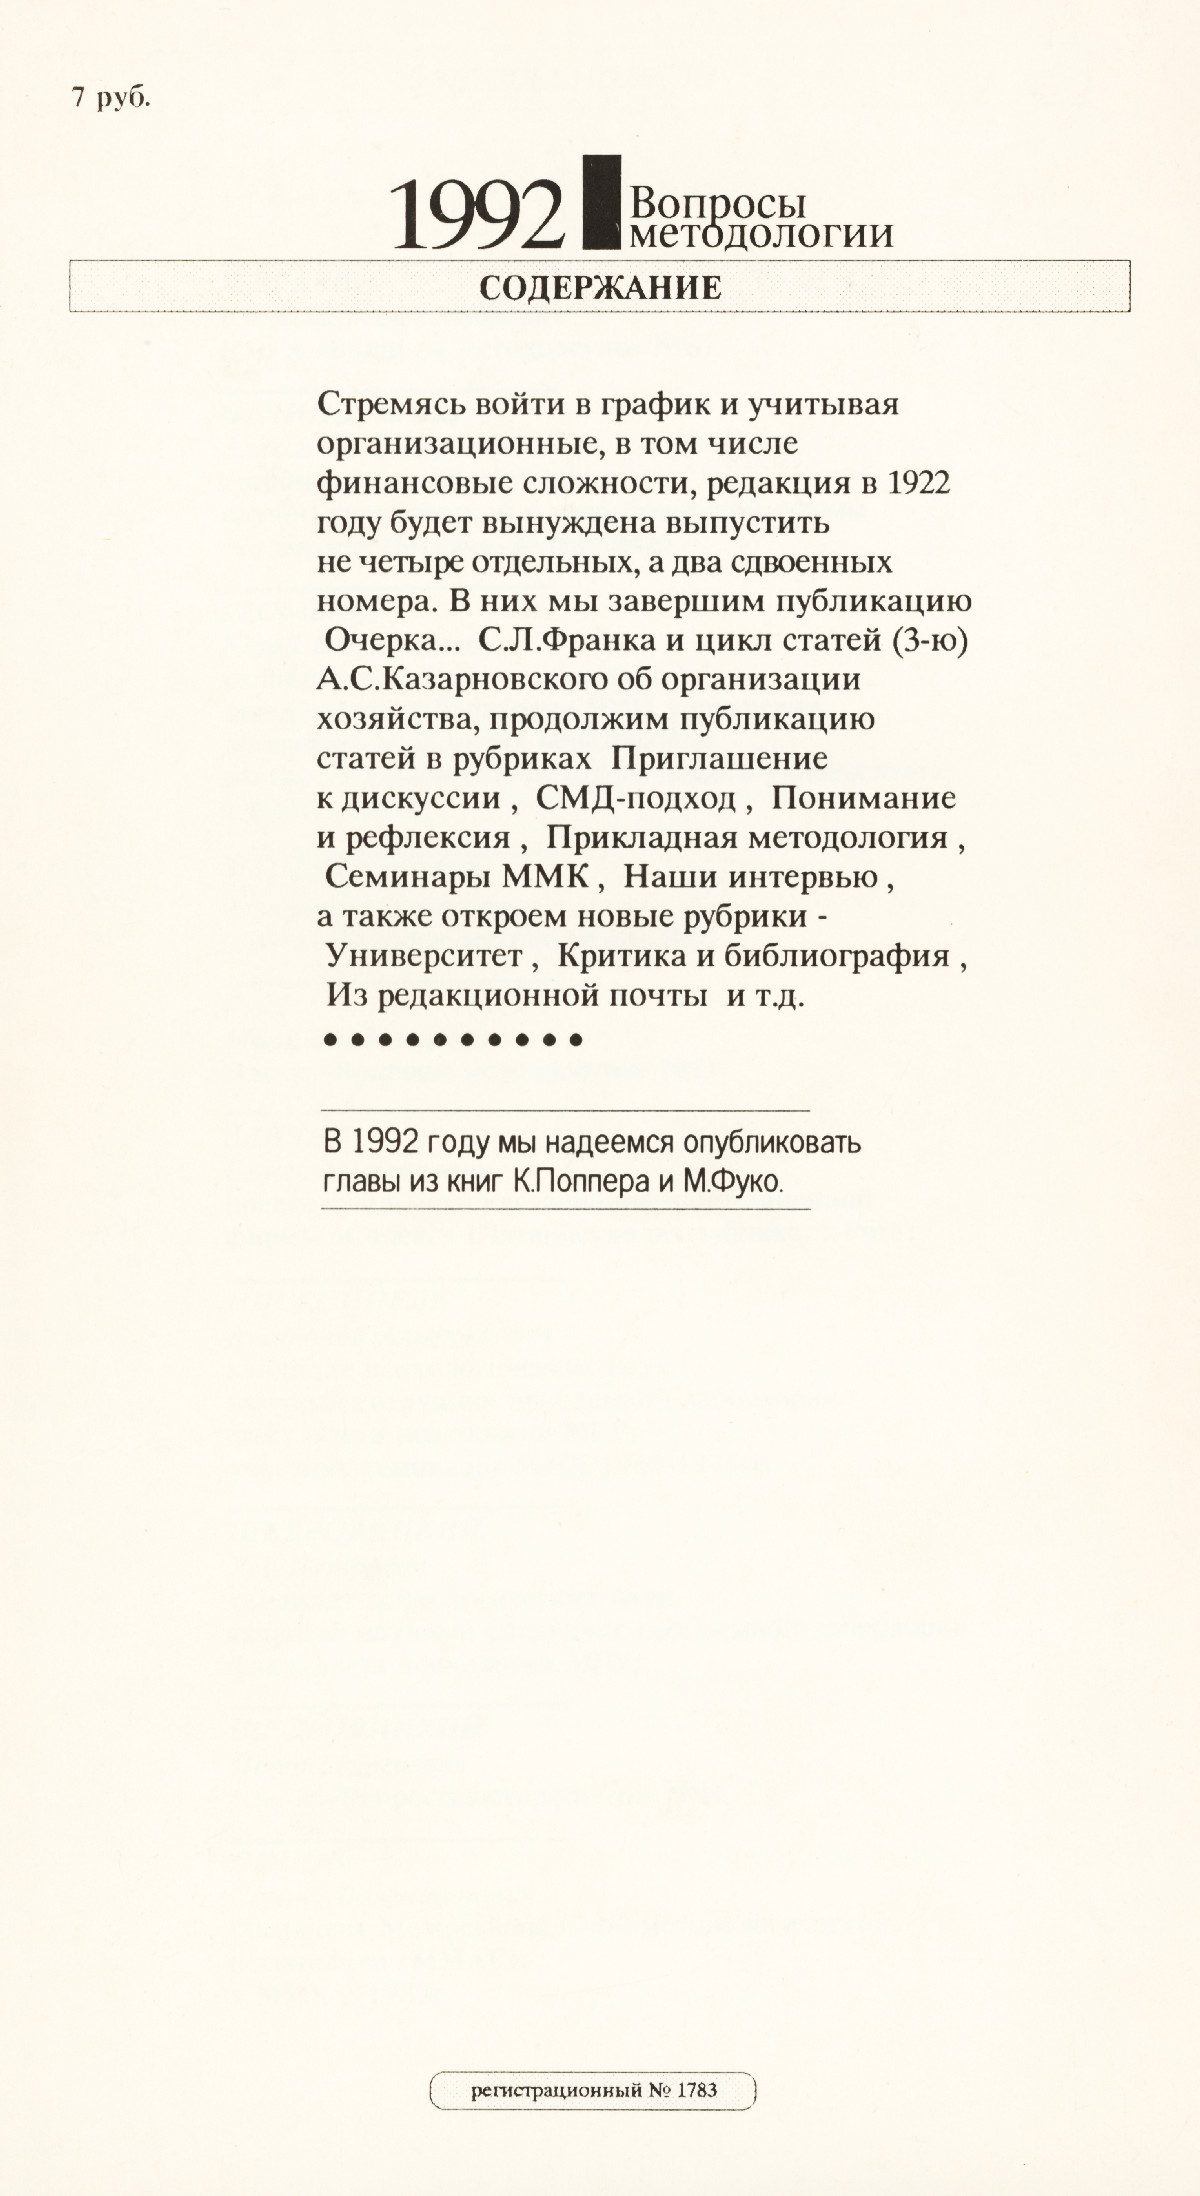 7 руб.
1992 Вопросы
методологии
СОДЕРЖАНИЕ
Стремясь войти в график и учитывая
организационные, в том числе
финансовые сложности, редакция в 1922
году будет вынуждена выпустить
не четыре отдельных, а два сдвоенных
номера. В них мы завершим публикацию
Очерка... С.Л.Франка и цикл статей (3-ю)
А.С.Казарновского об организации
хозяйства, продолжим публикацию
статей в рубриках Приглашение
к дискуссии , СМД-подход , Понимание
и рефлексия , Прикладная методология ,
Семинары ММК , Наши интервью ,
а также откроем новые рубрики -
Университет , Критика и библиография ,
Из редакционной почты и т.д.
• • • • • • • • • •
В 1992 году мы надеемся опубликовать
главы из книг К.Поппера и М.Фуко.
регистрационный № 1783